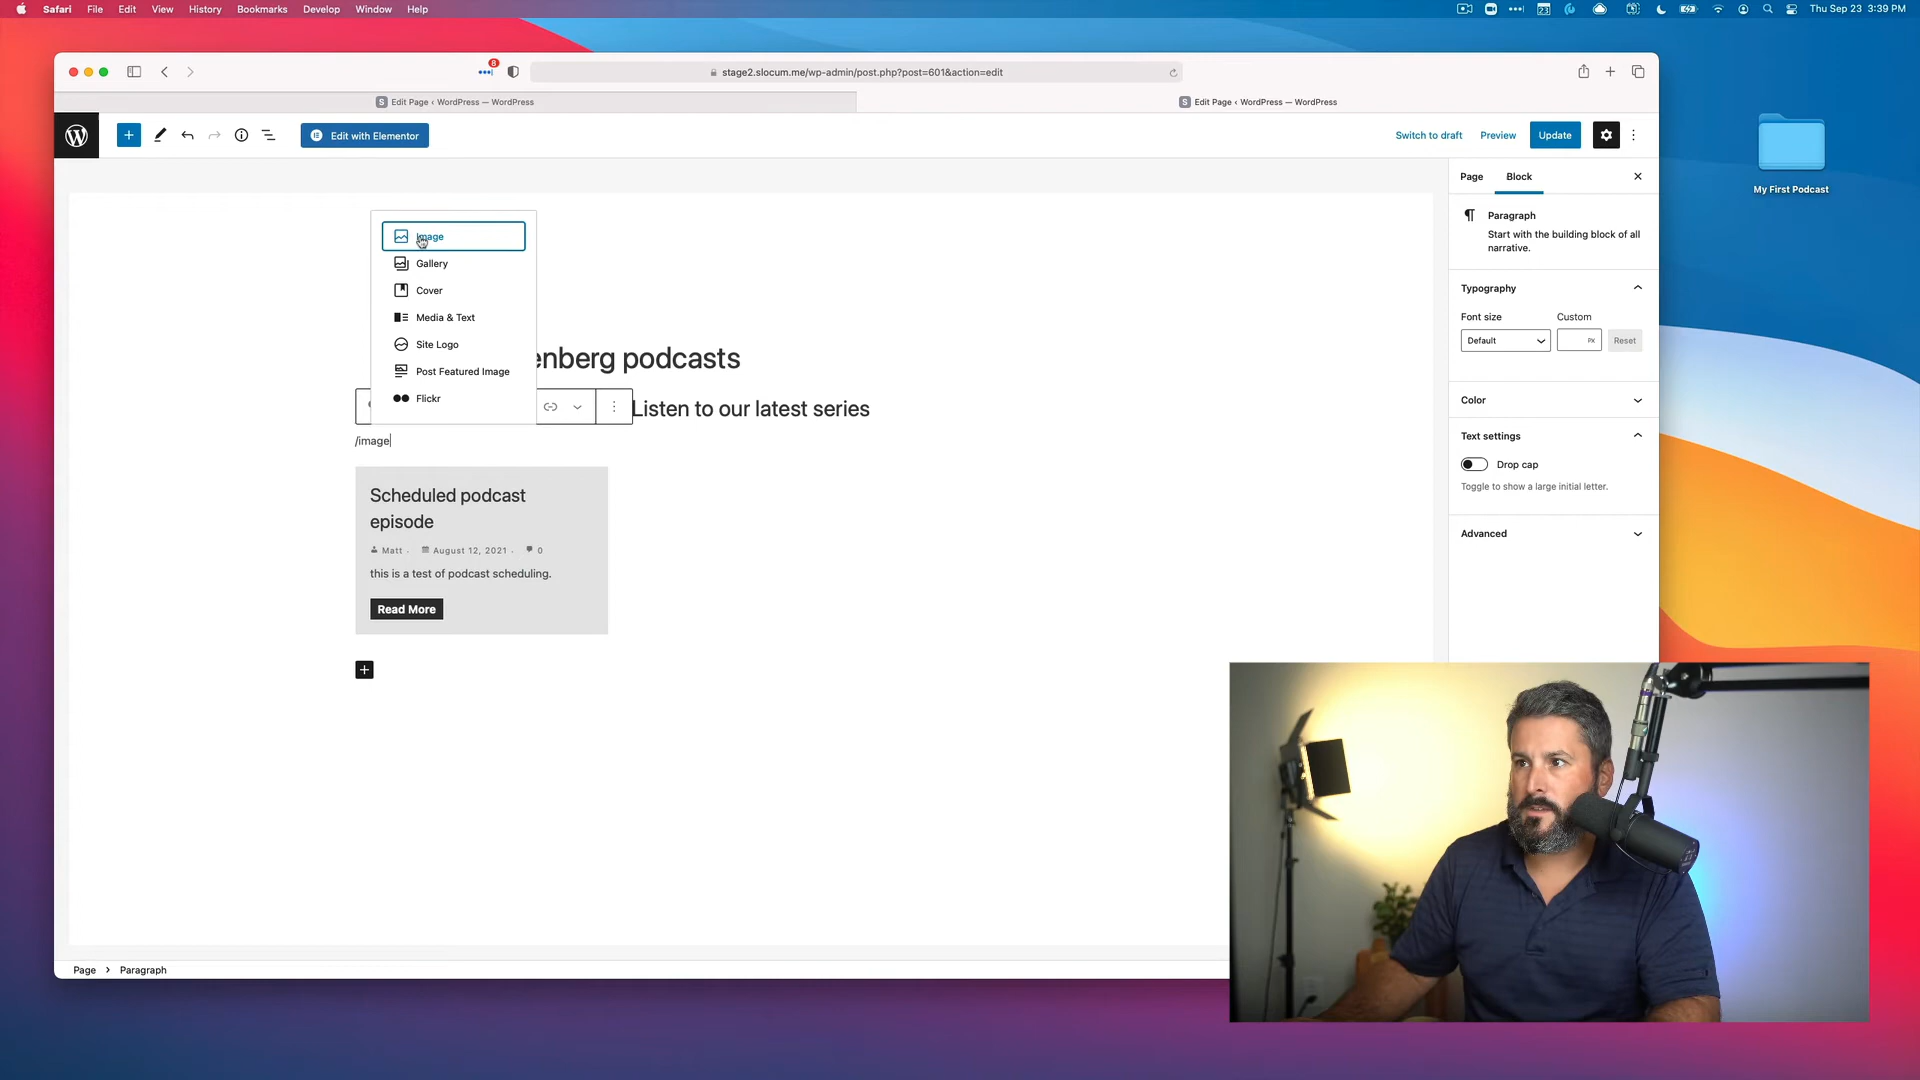 Safari File Edit View History Bookmarks Develop Window Help
23
Thu Sep 23 3:39 PM
8
stage2.slocum.me/wp-admin/post.php?post=601&action=edit
S Edit Page ‹ WordPress — WordPress
S Edit Page ‹ WordPress — WordPress
Edit with Elementor
Switch to draft Preview Update
Page Block
Paragraph
Start with the building block of all
narrative.
Typography
Font size Custom
Default PX Reset
Color
Text settings
Drop cap
Toggle to show a large initial letter.
Advanced
Image
Gallery
Cover
Media & Text
Site Logo
Post Featured Image
Flickr
enberg podcasts
Listen to our latest series
/image
Scheduled podcast
episode
Matt . August 12, 2021 . 0
this is a test of podcast scheduling.
Read More
Page › Paragraph
My First Podcast